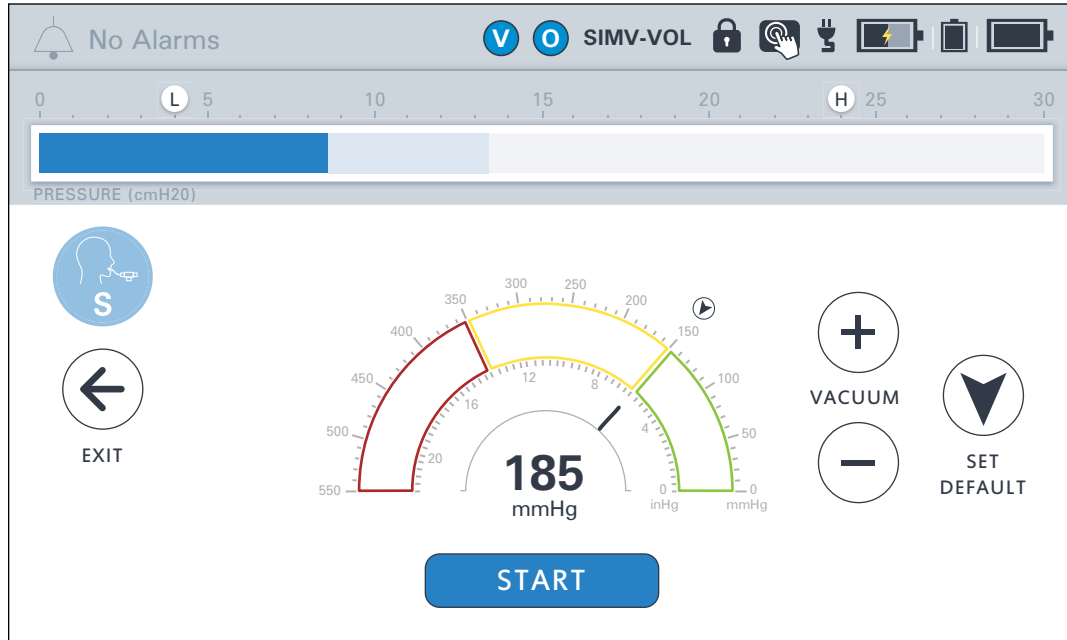 No Alarms
V O SIMV-VOL
0 L 5 10 15 20 H 25 30
PRESSURE (cmH20)
S
EXIT
550 500 450 400 350 300 250 200 150 100 50 0
20 16 12 8 4 0
inHg mmHg
185
mmHg
VACUUM
SET
DEFAULT
START